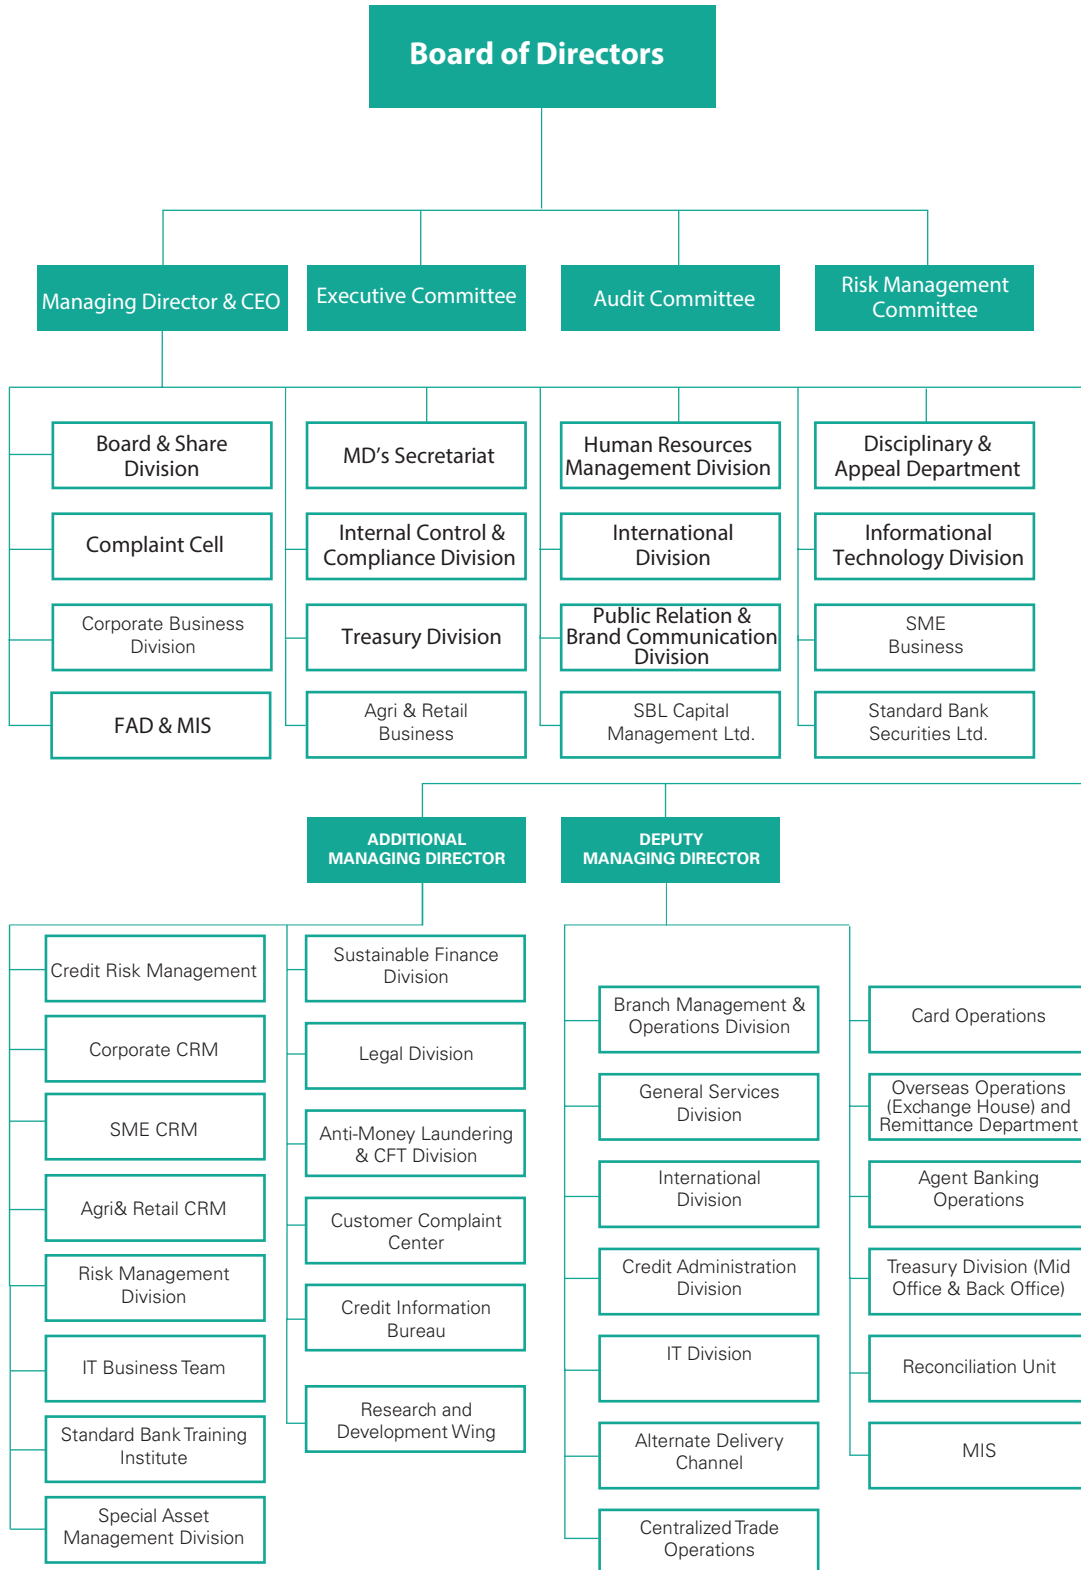 Board of Directors
Managing Director & CEO
Executive Committee
Audit Committee
Risk Management
Committee
Board & Share
Division
MD's Secretariat
Human Resources
Management Division
Disciplinary &
Appeal Department
Complaint Cell
Internal Control &
Compliance Division
International
Division
Informational
Technology Division
Corporate Business
Division
Treasury Division
Public Relation &
Brand Communication
Division
SME
Business
FAD & MIS
Agri & Retail
Business
SBL Capital
Management Ltd.
Standard Bank
Securities Ltd.
ADDITIONAL
MANAGING DIRECTOR
DEPUTY
MANAGING DIRECTOR
Credit Risk Management
Corporate CRM
SME CRM
Agri& Retail CRM
Risk Management
Division
IT Business Team
Standard Bank Training
Institute
Special Asset
Management Division
Sustainable Finance
Division
Legal Division
Anti-Money Laundering
& CFT Division
Customer Complaint
Center
Credit Information
Bureau
Research and
Development Wing
Branch Management &
Operations Division
General Services
Division
International
Division
Credit Administration
Division
IT Division
Alternate Delivery
Channel
Centralized Trade
Operations
Card Operations
Overseas Operations
(Exchange House) and
Remittance Department
Agent Banking
Operations
Treasury Division (Mid
Office & Back Office)
Reconciliation Unit
MIS